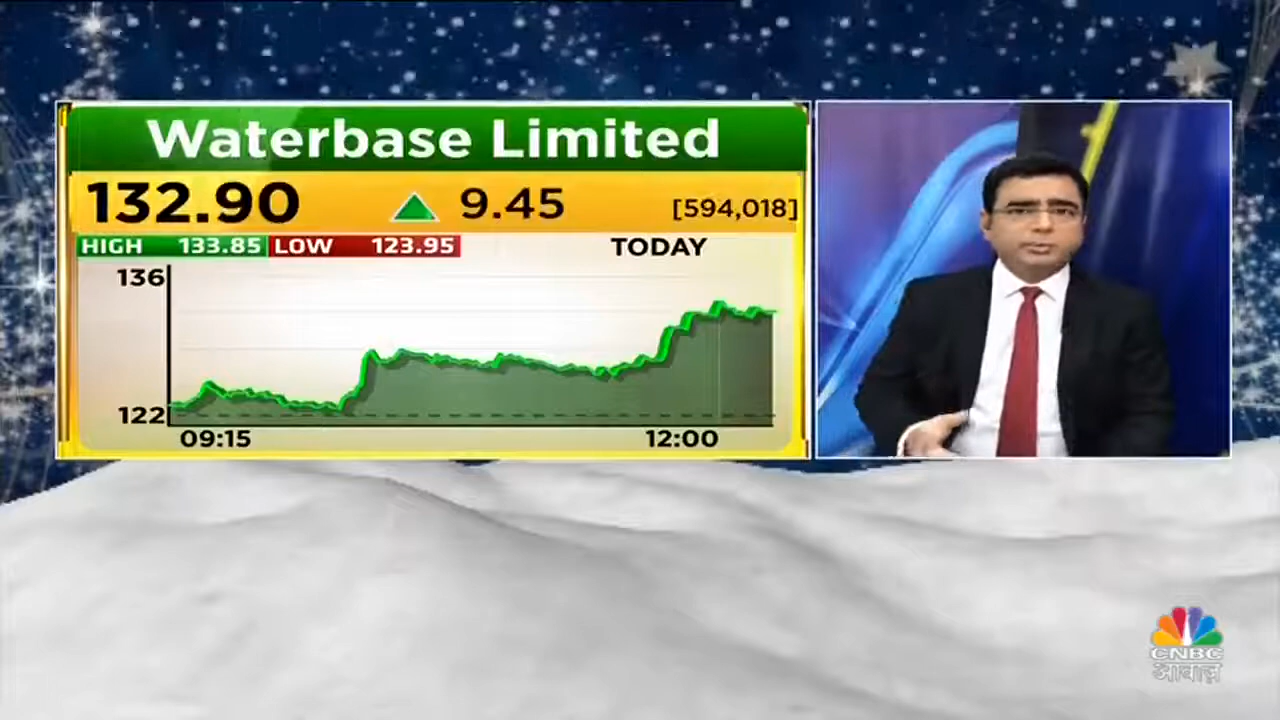 Waterbase Limited
132.90 ▲ 9.45 [594,018]
HIGH 133.85 LOW 123.95 TODAY
136
122
09:15 12:00
CNBC
आवाज़